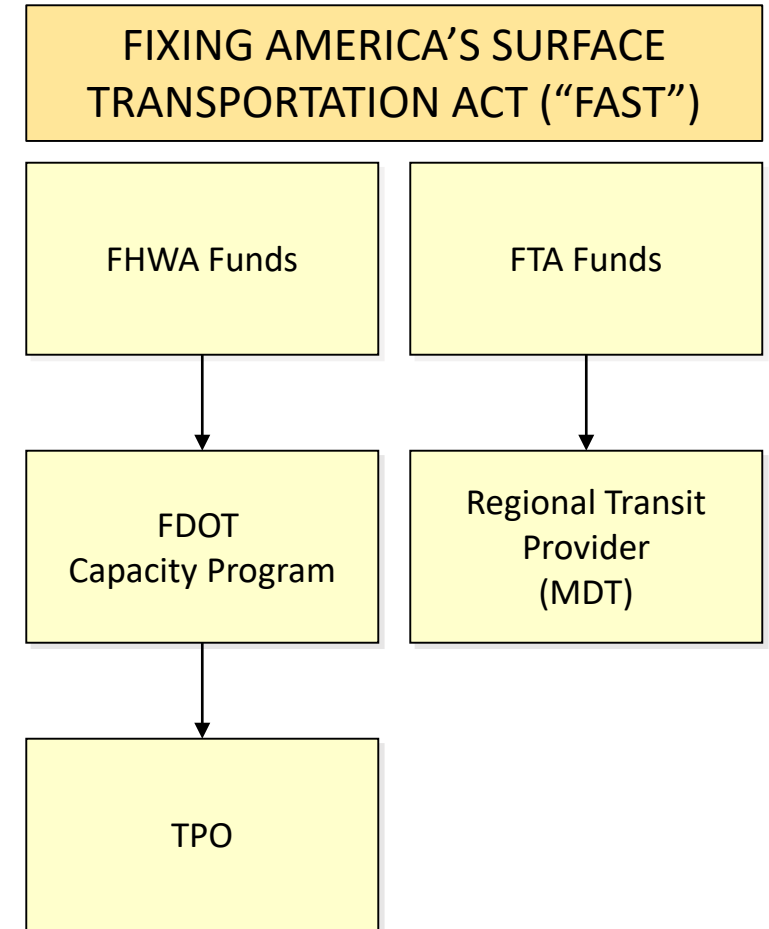 FIXING AMERICA’S SURFACE
TRANSPORTATION ACT (“FAST”)
FHWA Funds
FTA Funds
FDOT
Capacity Program
Regional Transit
Provider
(MDT)
TPO